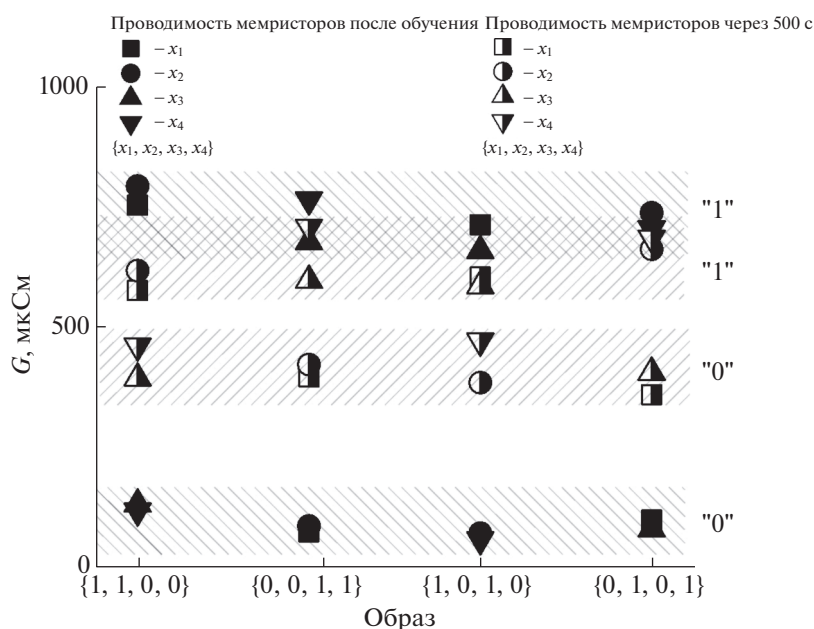 Проводимость мемристоров после обучения Проводимость мемристоров через 500 с
– x₁ – x₁
– x₂ – x₂
– x₃ – x₃
– x₄ – x₄
{x₁, x₂, x₃, x₄} {x₁, x₂, x₃, x₄}
1000
"1"
"1"
500
"0"
"0"
0
G, мкСм
{1, 1, 0, 0} {0, 0, 1, 1} {1, 0, 1, 0} {0, 1, 0, 1}
Образ